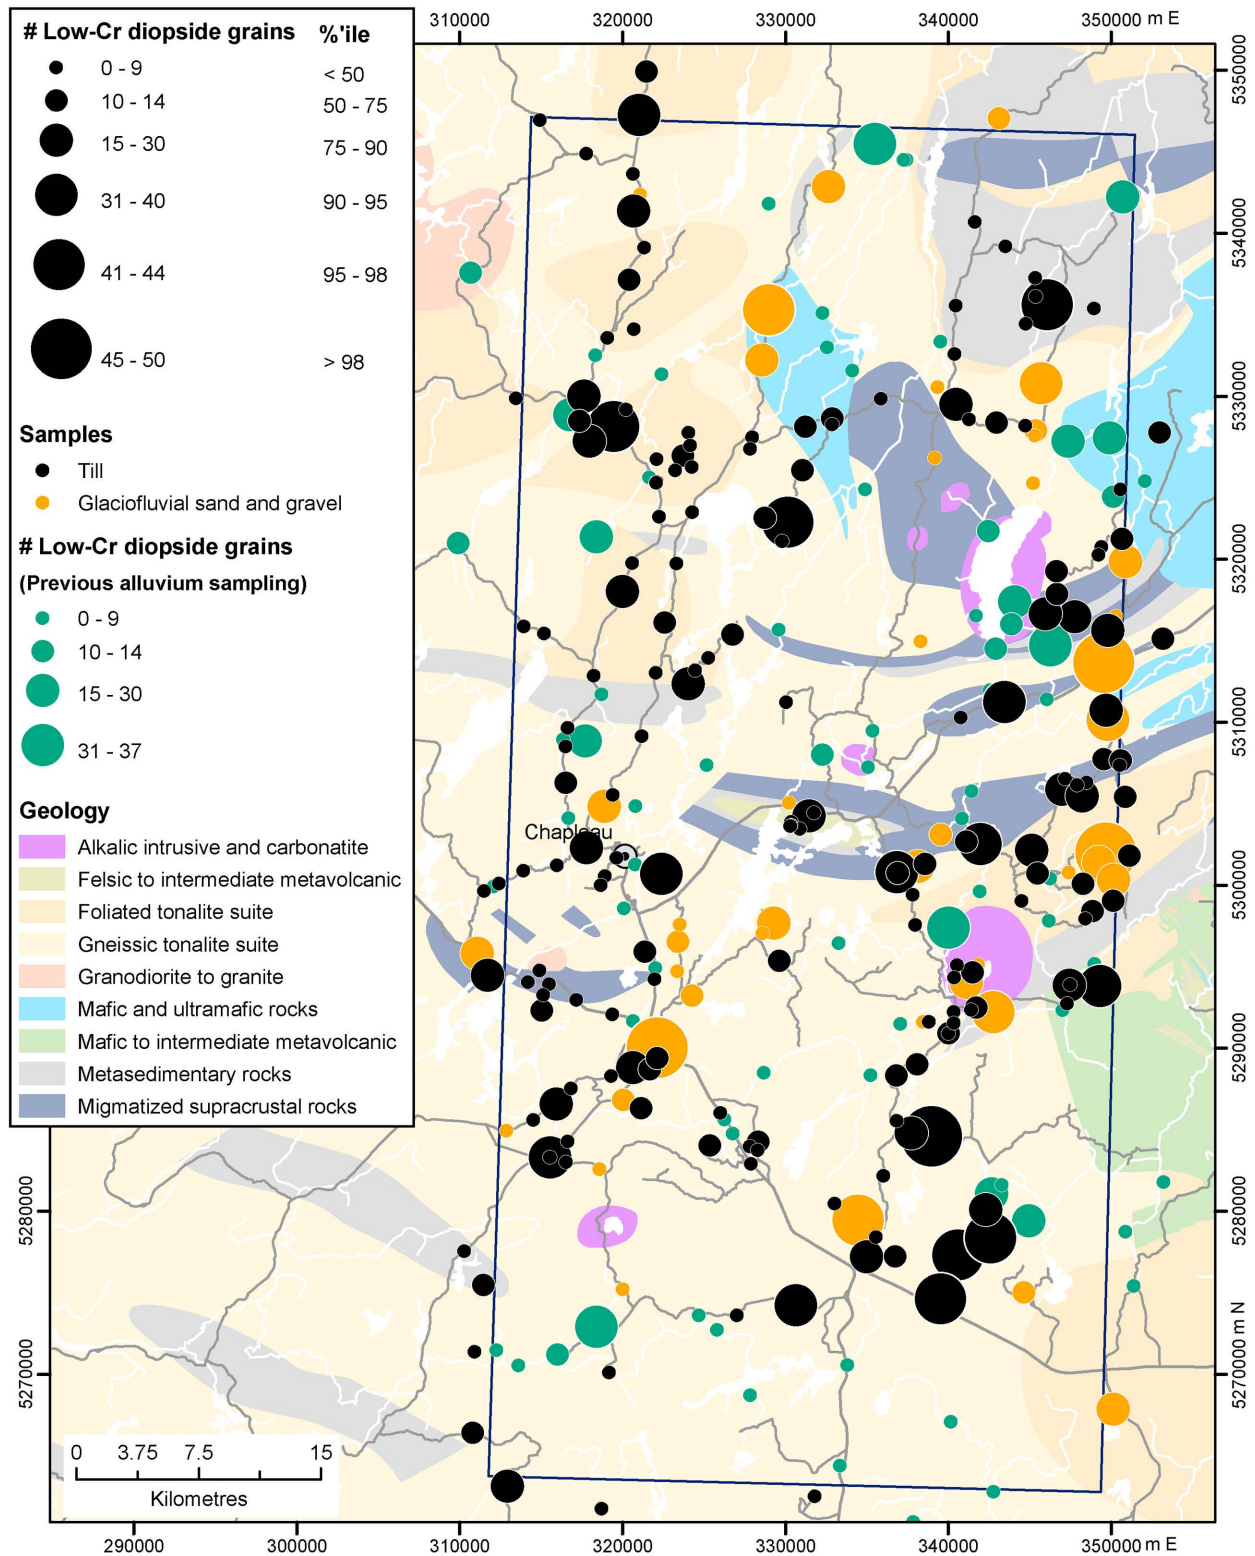 310000 320000 330000 340000 350000 m E
# Low-Cr diopside grains %'ile
0 - 9 < 50
10 - 14 50 - 75
15 - 30 75 - 90
31 - 40 90 - 95
41 - 44 95 - 98
45 - 50 > 98
Samples
Till
Glaciofluvial sand and gravel
# Low-Cr diopside grains
(Previous alluvium sampling)
0 - 9
10 - 14
15 - 30
31 - 37
Geology
Alkalic intrusive and carbonatite
Felsic to intermediate metavolcanic
Foliated tonalite suite
Gneissic tonalite suite
Granodiorite to granite
Mafic and ultramafic rocks
Mafic to intermediate metavolcanic
Metasedimentary rocks
Migmatized supracrustal rocks
Chapleau
5350000
5340000
5330000
5320000
5310000
5300000
5290000
5280000
5270000 m N
5280000
5270000
0 3.75 7.5 15
Kilometres
290000 300000 310000 320000 330000 340000 350000 m E